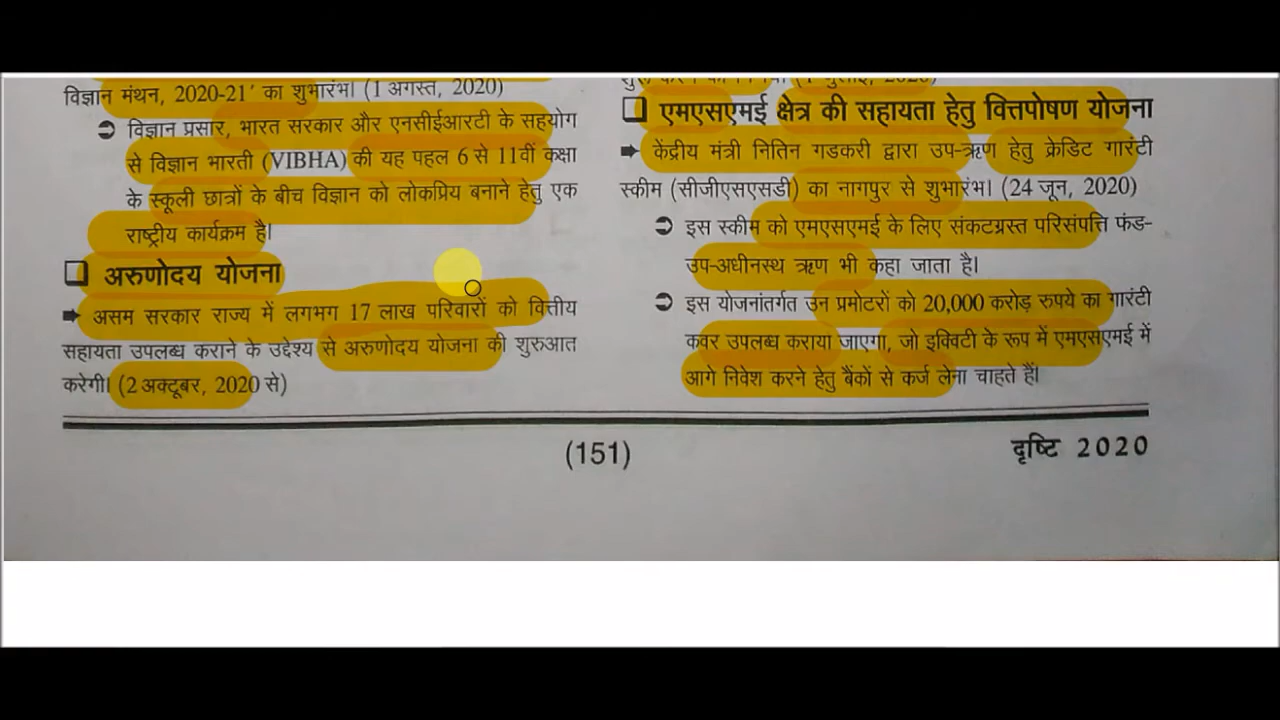 विज्ञान मंथन, 2020-21' का शुभारंभ। (1 अगस्त, 2020)
➲ विज्ञान प्रसार, भारत सरकार और एनसीईआरटी के सहयोग
से विज्ञान भारती (VIBHA) की यह पहल 6 से 11वीं कक्षा
के स्कूली छात्रों के बीच विज्ञान को लोकप्रिय बनाने हेतु एक
राष्ट्रीय कार्यक्रम है।
❑ अरुणोदय योजना
➡ असम सरकार राज्य में लगभग 17 लाख परिवारों को वित्तीय
सहायता उपलब्ध कराने के उद्देश्य से अरुणोदय योजना की शुरुआत
करेगी। (2 अक्टूबर, 2020 से)
❑ एमएसएमई क्षेत्र की सहायता हेतु वित्तपोषण योजना
➡ केंद्रीय मंत्री नितिन गडकरी द्वारा उप-ऋण हेतु क्रेडिट गारंटी
स्कीम (सीजीएसएसडी) का नागपुर से शुभारंभ। (24 जून, 2020)
➲ इस स्कीम को एमएसएमई के लिए संकटग्रस्त परिसंपत्ति फंड-
उप-अधीनस्थ ऋण भी कहा जाता है।
➲ इस योजनांतर्गत उन प्रमोटरों को 20,000 करोड़ रुपये का गारंटी
कवर उपलब्ध कराया जाएगा, जो इक्विटी के रूप में एमएसएमई में
आगे निवेश करने हेतु बैंकों से कर्ज लेना चाहते हैं।
(151)
दृष्टि 2020